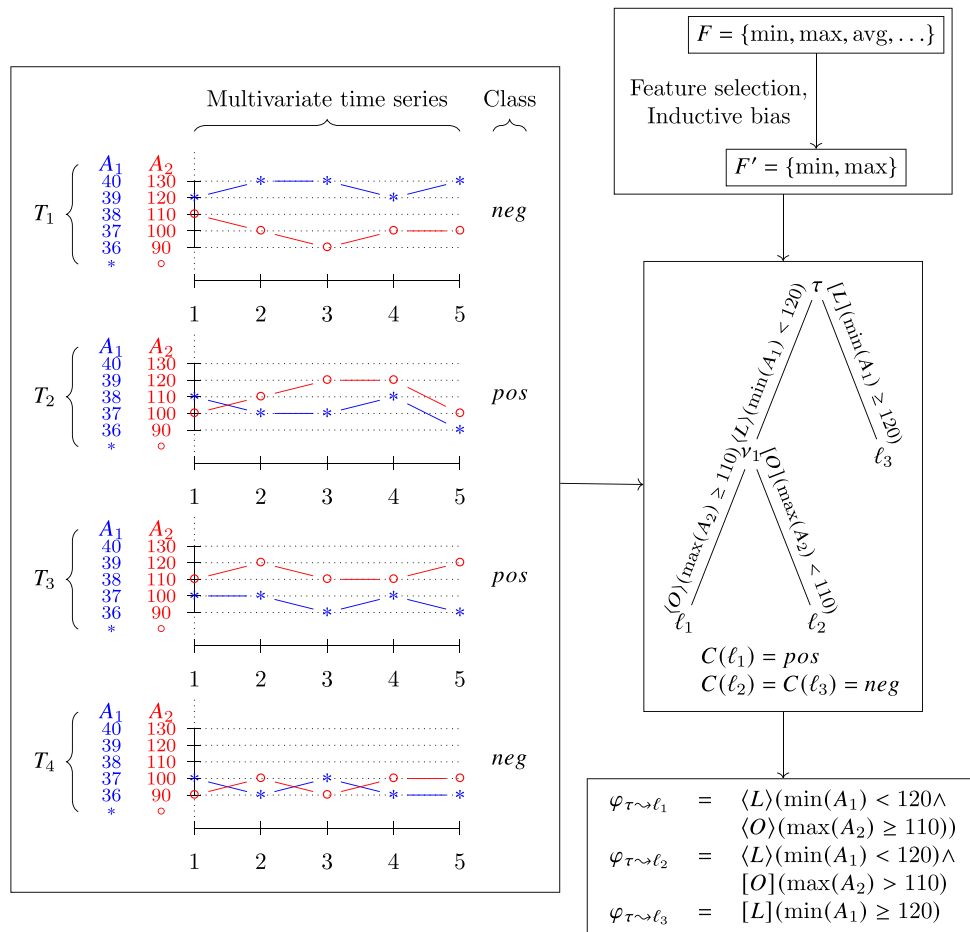 Multivariate time series Class
T1
A1 A2
40 130
39 120
38 110
37 100
36 90
* ○
neg
1 2 3 4 5
T2
A1 A2
40 130
39 120
38 110
37 100
36 90
* ○
pos
1 2 3 4 5
T3
A1 A2
40 130
39 120
38 110
37 100
36 90
* ○
pos
1 2 3 4 5
T4
A1 A2
40 130
39 120
38 110
37 100
36 90
* ○
neg
1 2 3 4 5
F = {min, max, avg, . . .}
Feature selection,
Inductive bias
F′ = {min, max}
τ
⟨L⟩(min(A1) < 120)
[L](min(A1) ≥ 120)
ν1
ℓ3
⟨O⟩(max(A2) ≥ 110)
[O](max(A2) < 110)
ℓ1
ℓ2
C(ℓ1) = pos
C(ℓ2) = C(ℓ3) = neg
φτ⇝ℓ1 = ⟨L⟩(min(A1) < 120∧
⟨O⟩(max(A2) ≥ 110))
φτ⇝ℓ2 = ⟨L⟩(min(A1) < 120)∧
[O](max(A2) > 110)
φτ⇝ℓ3 = [L](min(A1) ≥ 120)